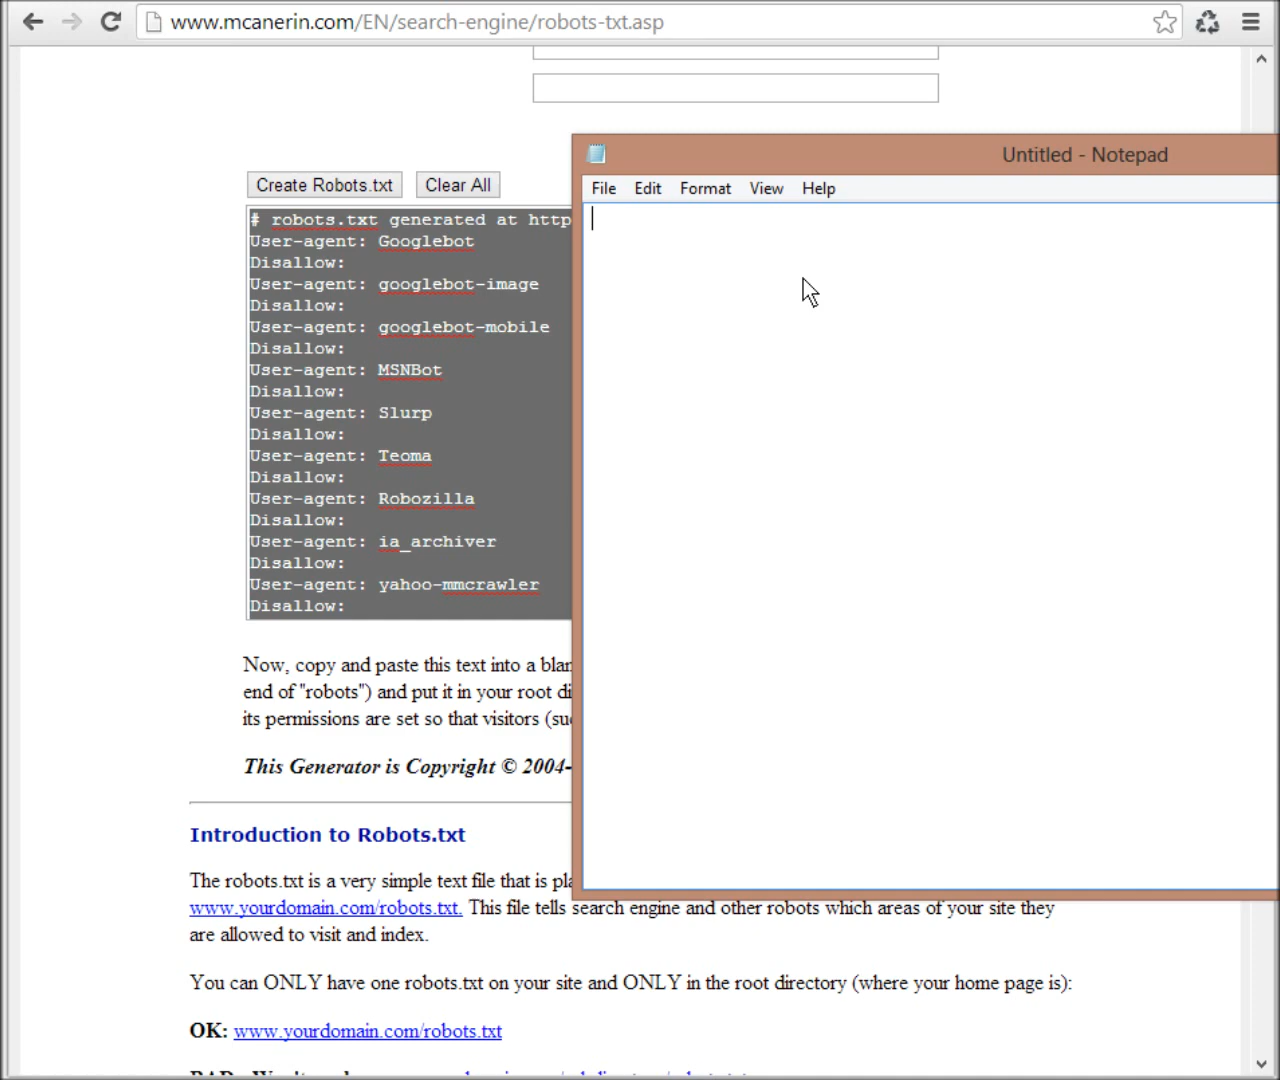 www.mcanerin.com/EN/search-engine/robots-txt.asp
Untitled - Notepad
File Edit Format View Help
Create Robots.txt Clear All
# robots.txt generated at http
User-agent: Googlebot
Disallow:
User-agent: googlebot-image
Disallow:
User-agent: googlebot-mobile
Disallow:
User-agent: MSNBot
Disallow:
User-agent: Slurp
Disallow:
User-agent: Teoma
Disallow:
User-agent: Robozilla
Disallow:
User-agent: ia_archiver
Disallow:
User-agent: yahoo-mmcrawler
Disallow:
Now, copy and paste this text into a blan
end of "robots") and put it in your root di
its permissions are set so that visitors (suc
This Generator is Copyright © 2004-
Introduction to Robots.txt
The robots.txt is a very simple text file that is pla
www.yourdomain.com/robots.txt. This file tells search engine and other robots which areas of your site they
are allowed to visit and index.
You can ONLY have one robots.txt on your site and ONLY in the root directory (where your home page is):
OK: www.yourdomain.com/robots.txt